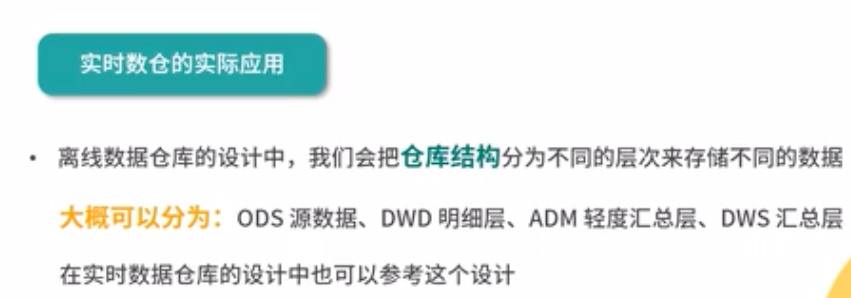 实时数仓的实际应用
• 离线数据仓库的设计中，我们会把仓库结构分为不同的层次来存储不同的数据
大概可以分为：ODS 源数据、DWD 明细层、ADM 轻度汇总层、DWS 汇总层
在实时数据仓库的设计中也可以参考这个设计